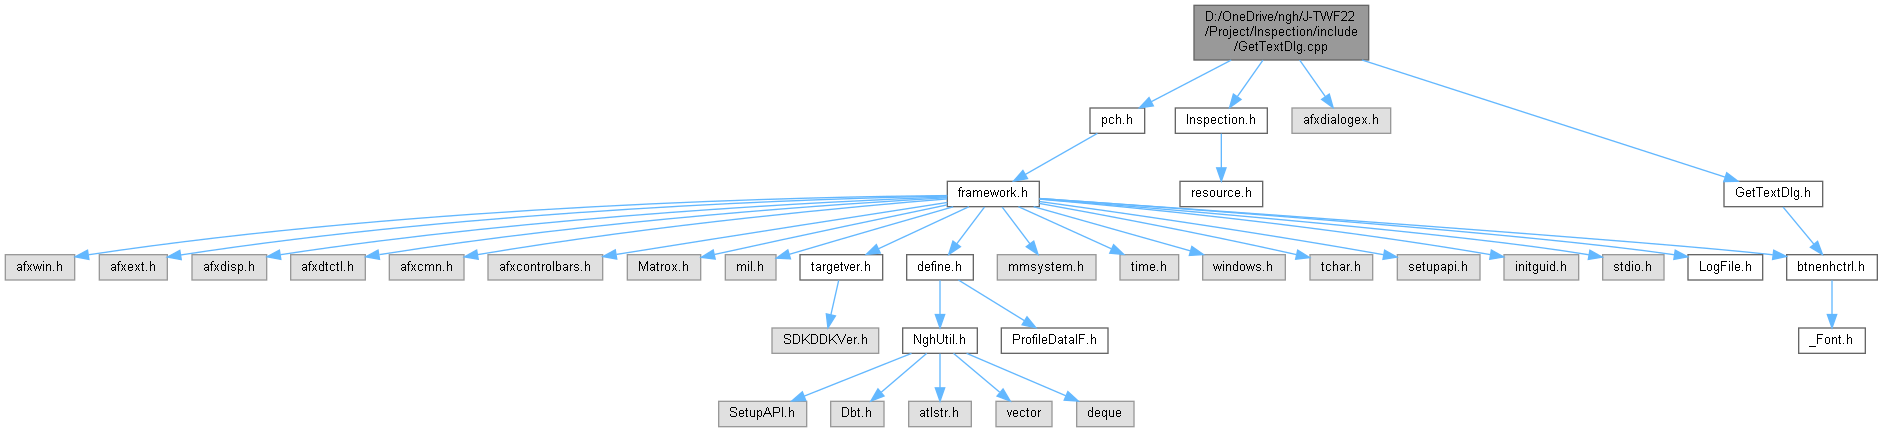 D:/OneDrive/ngh/J-TWF22
/Project/Inspection/include
/GetTextDlg.cpp
pch.h
Inspection.h
afxdialogex.h
framework.h
resource.h
GetTextDlg.h
afxwin.h
afxext.h
afxdisp.h
afxdtctl.h
afxcmn.h
afxcontrolbars.h
Matrox.h
mil.h
targetver.h
define.h
mmsystem.h
time.h
windows.h
tchar.h
setupapi.h
initguid.h
stdio.h
LogFile.h
btnenhctrl.h
SDKDDKVer.h
NghUtil.h
ProfileDataIF.h
_Font.h
SetupAPI.h
Dbt.h
atlstr.h
vector
deque